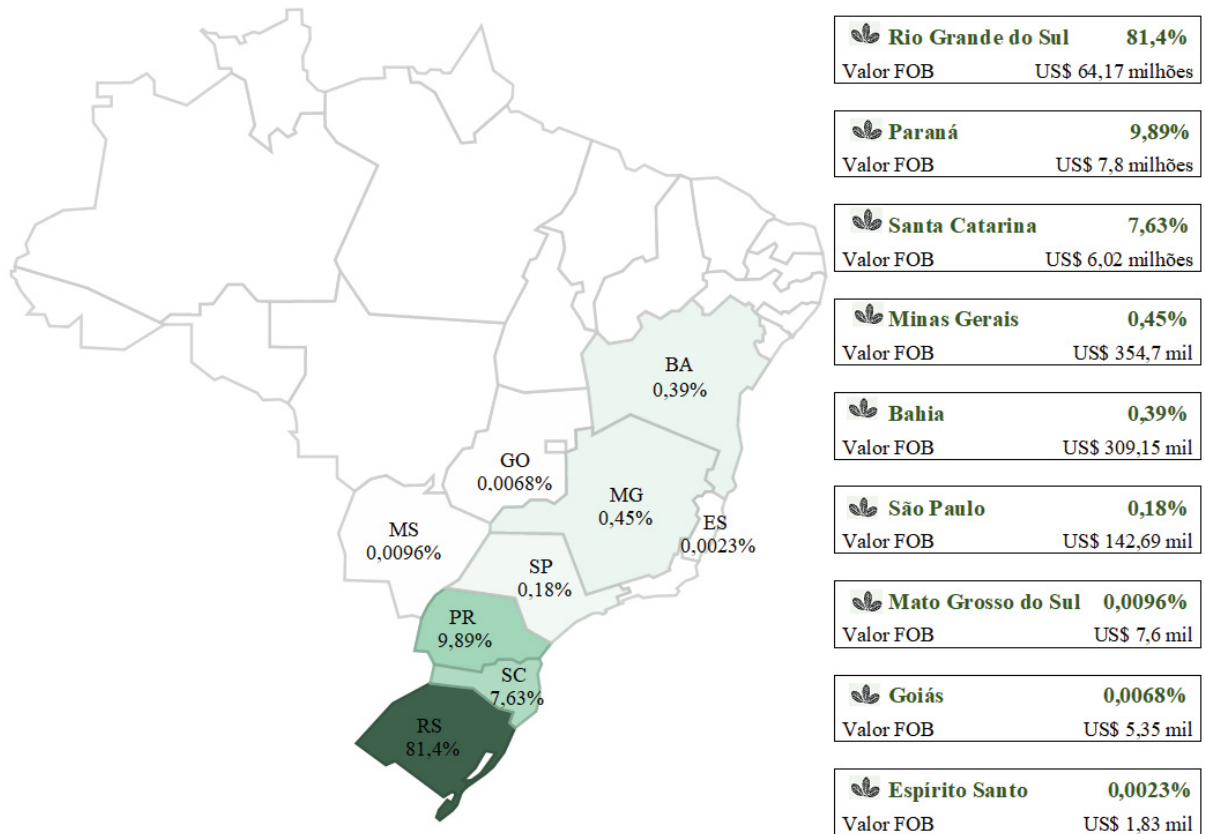 BA
0,39%
GO
0,0068%
MG
0,45%
MS
0,0096%
ES
0,0023%
SP
0,18%
PR
9,89%
SC
7,63%
RS
81,4%
Rio Grande do Sul 81,4%
Valor FOB US$ 64,17 milhões
Paraná 9,89%
Valor FOB US$ 7,8 milhões
Santa Catarina 7,63%
Valor FOB US$ 6,02 milhões
Minas Gerais 0,45%
Valor FOB US$ 354,7 mil
Bahia 0,39%
Valor FOB US$ 309,15 mil
São Paulo 0,18%
Valor FOB US$ 142,69 mil
Mato Grosso do Sul 0,0096%
Valor FOB US$ 7,6 mil
Goiás 0,0068%
Valor FOB US$ 5,35 mil
Espírito Santo 0,0023%
Valor FOB US$ 1,83 mil